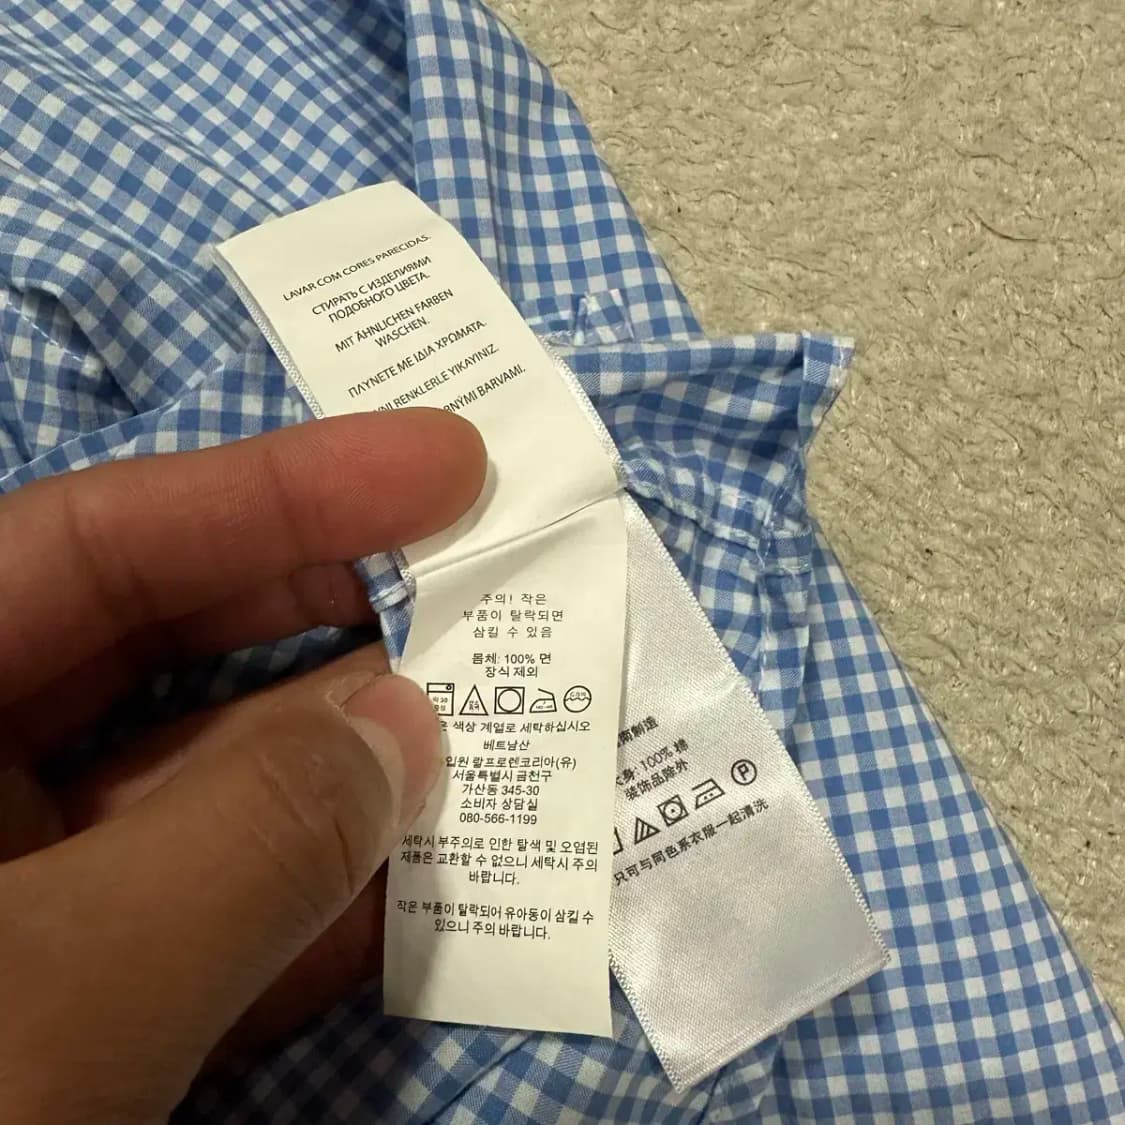 LAVAR COM CORES PARECIDAS.
СТИРАТЬ С ИЗДЕЛИЯМИ
ПОДОБНОГО ЦВЕТА.
MIT ÄHNLICHEN FARBEN
WASCHEN.
ΠΛΥΝΕΤΕ ΜΕ ΙΔΙΑ ΧΡΩΜΑΤΑ.
RENKLERLE YIKAYINIZ.
BARVAMI.
주의! 작은
부품이 탈락되면
삼킬 수 있음
몸체: 100% 면
장식 제외
색상 계열로 세탁하십시오
베트남산
랄프로렌코리아(유)
서울특별시 금천구
가산동 345-30
소비자 상담실
080-566-1199
세탁시 부주의로 인한 탈색 및 오염된
제품은 교환할 수 없으니 세탁시 주의
바랍니다.
작은 부품이 탈락되어 유아동이 삼킬 수
있으니 주의 바랍니다.
南制造
身: 100% 棉
装饰品除外
P
只可与同色系衣服一起清洗